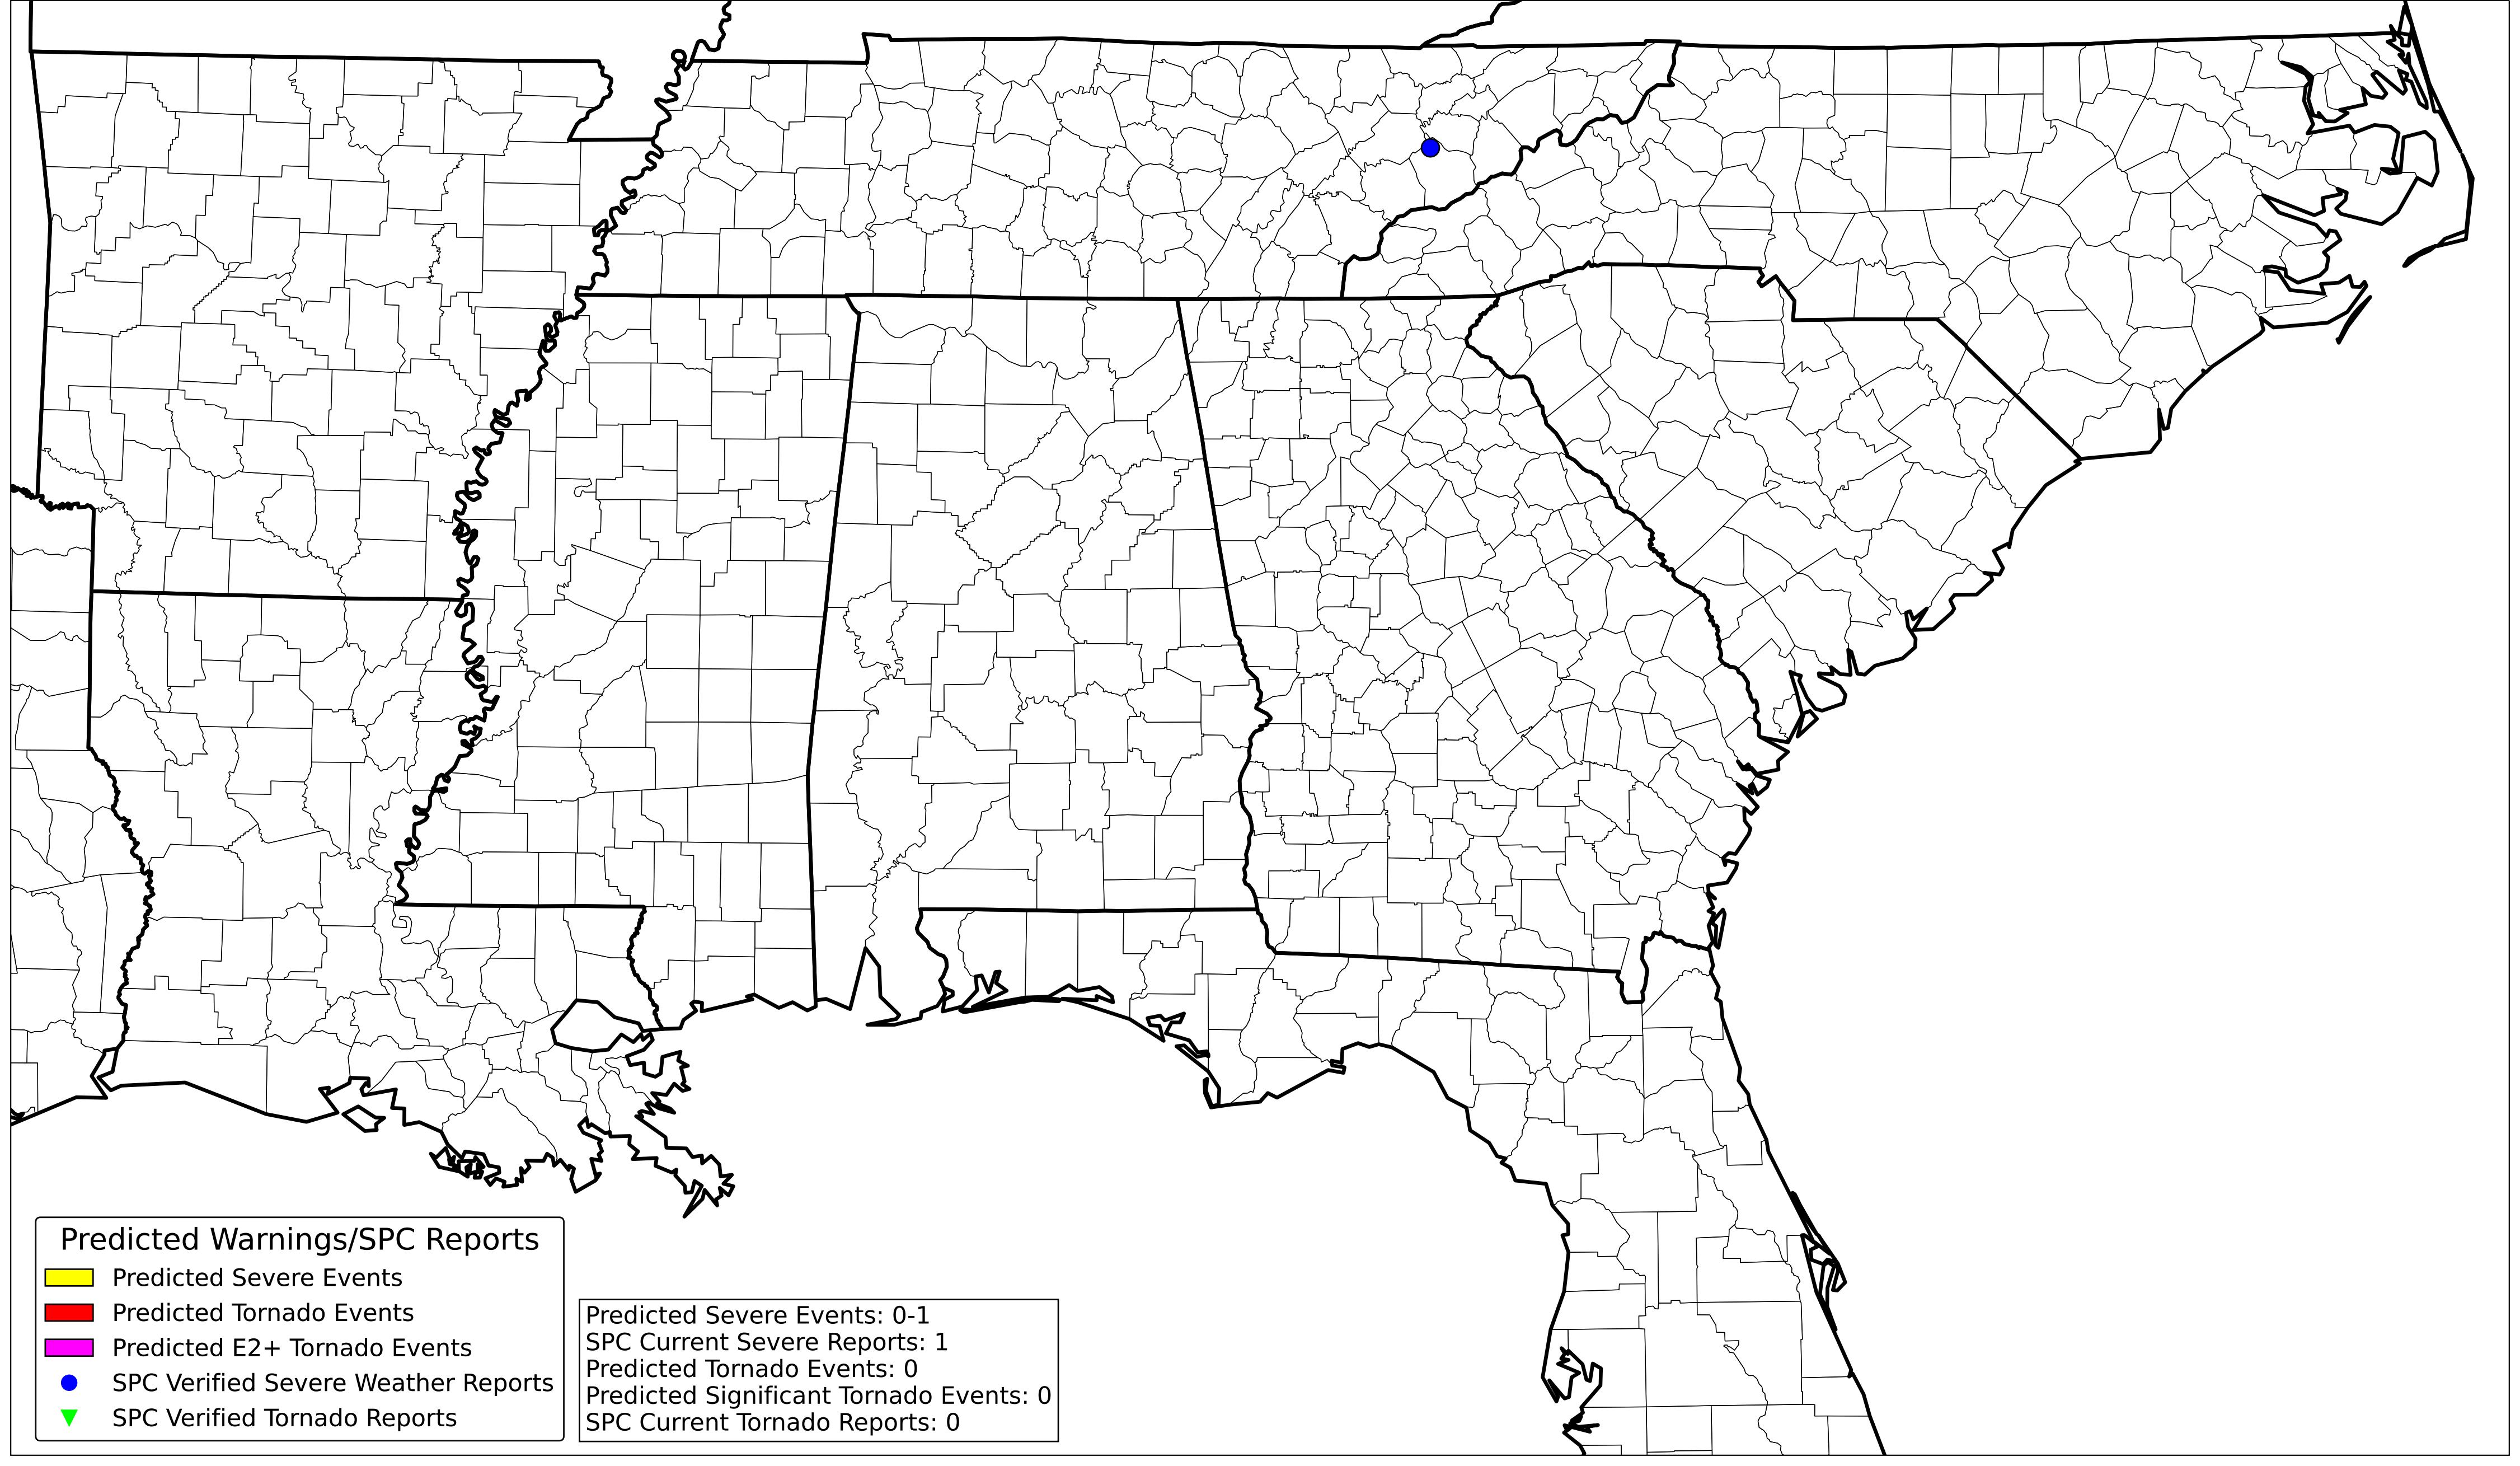 Predicted Warnings/SPC Reports
Predicted Severe Events
Predicted Tornado Events
Predicted E2+ Tornado Events
SPC Verified Severe Weather Reports
SPC Verified Tornado Reports
Predicted Severe Events: 0-1
SPC Current Severe Reports: 1
Predicted Tornado Events: 0
Predicted Significant Tornado Events: 0
SPC Current Tornado Reports: 0